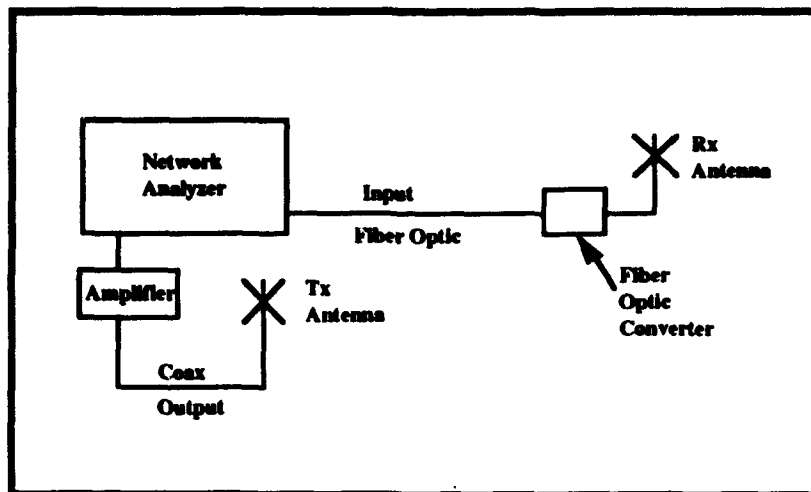 Network
Analyzer
Rx
Antenna
Input
Fiber Optic
Amplifier
Tx
Antenna
Fiber
Optic
Converter
Coax
Output